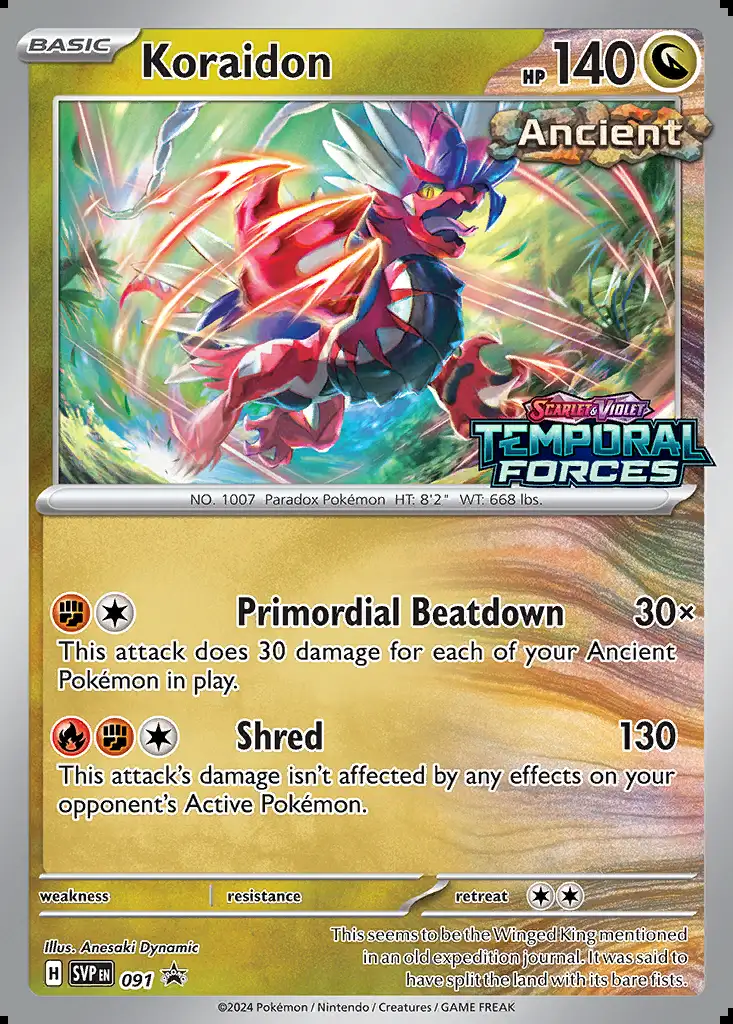 BASIC
Koraidon
HP 140
Ancient
SCARLET & VIOLET
TEMPORAL
FORCES
NO. 1007 Paradox Pokémon HT: 8'2" WT: 668 lbs.
Primordial Beatdown 30×
This attack does 30 damage for each of your Ancient
Pokémon in play.
Shred 130
This attack's damage isn't affected by any effects on your
opponent's Active Pokémon.
weakness resistance retreat
Illus. Anesaki Dynamic
This seems to be the Winged King mentioned
in an old expedition journal. It was said to
have split the land with its bare fists.
H SVP EN 091
©2024 Pokémon / Nintendo / Creatures / GAME FREAK